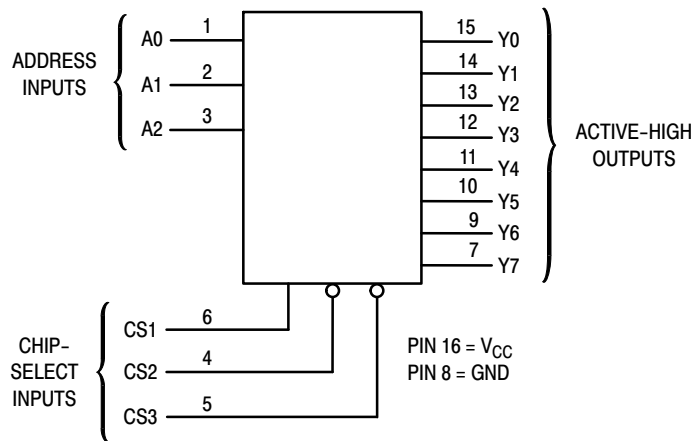 ADDRESS
INPUTS
A0 1
A1 2
A2 3
15 Y0
14 Y1
13 Y2
12 Y3
11 Y4
10 Y5
9 Y6
7 Y7
ACTIVE-HIGH
OUTPUTS
CHIP-
SELECT
INPUTS
CS1 6
CS2 4
CS3 5
PIN 16 = VCC
PIN 8 = GND